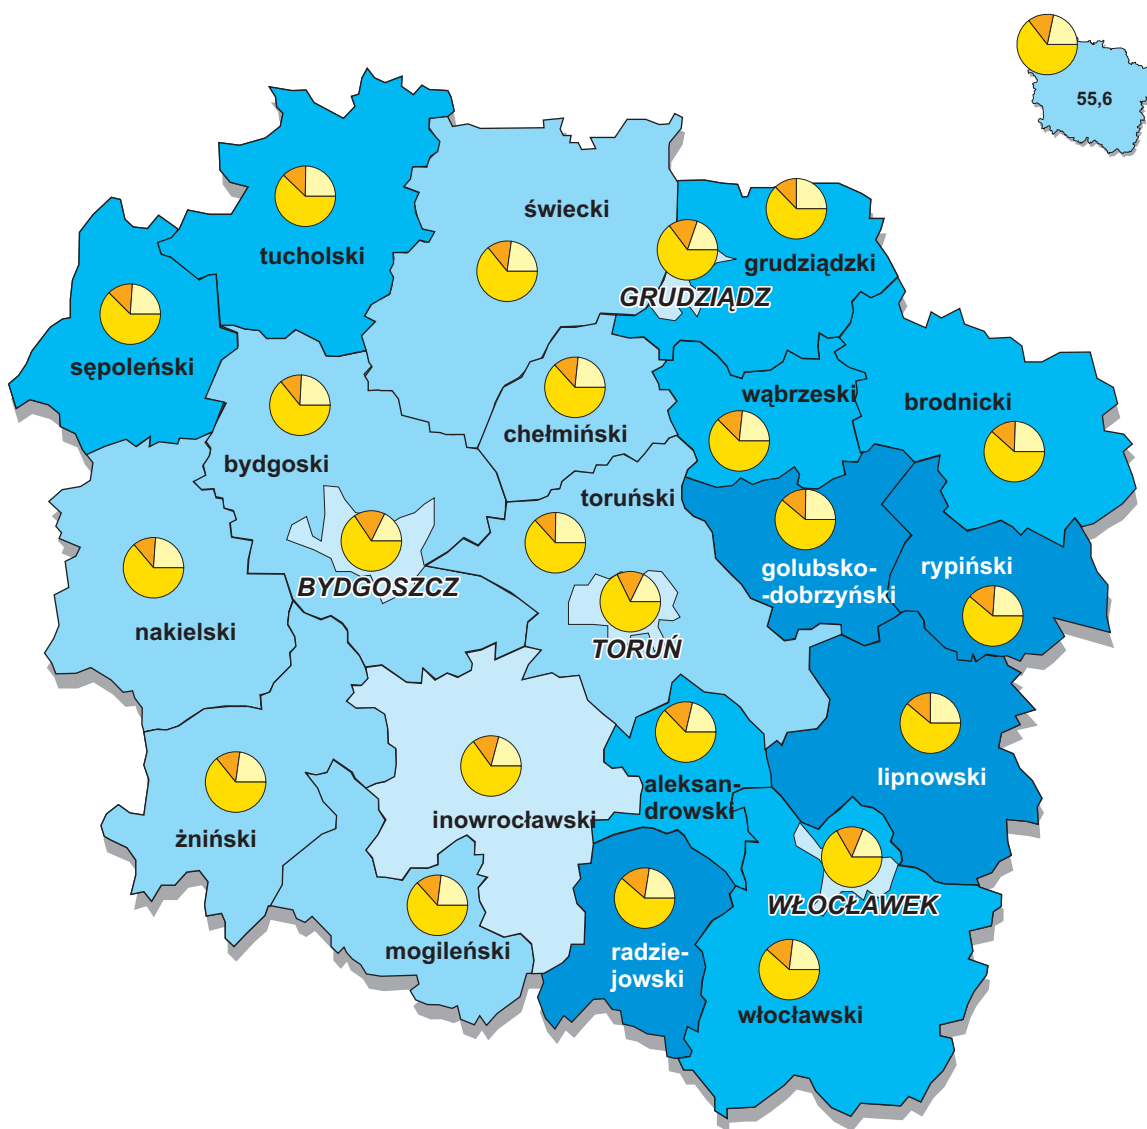 55,6
świecki
tucholski
grudziądzki
GRUDZIĄDZ
sępoleński
wąbrzeski
brodnicki
chełmiński
bydgoski
toruński
golubsko-
-dobrzyński
rypiński
BYDGOSZCZ
nakielski
TORUŃ
lipnowski
aleksan-
drowski
inowrocławski
żniński
WŁOCŁAWEK
mogileński
radzie-
jowski
włocławski